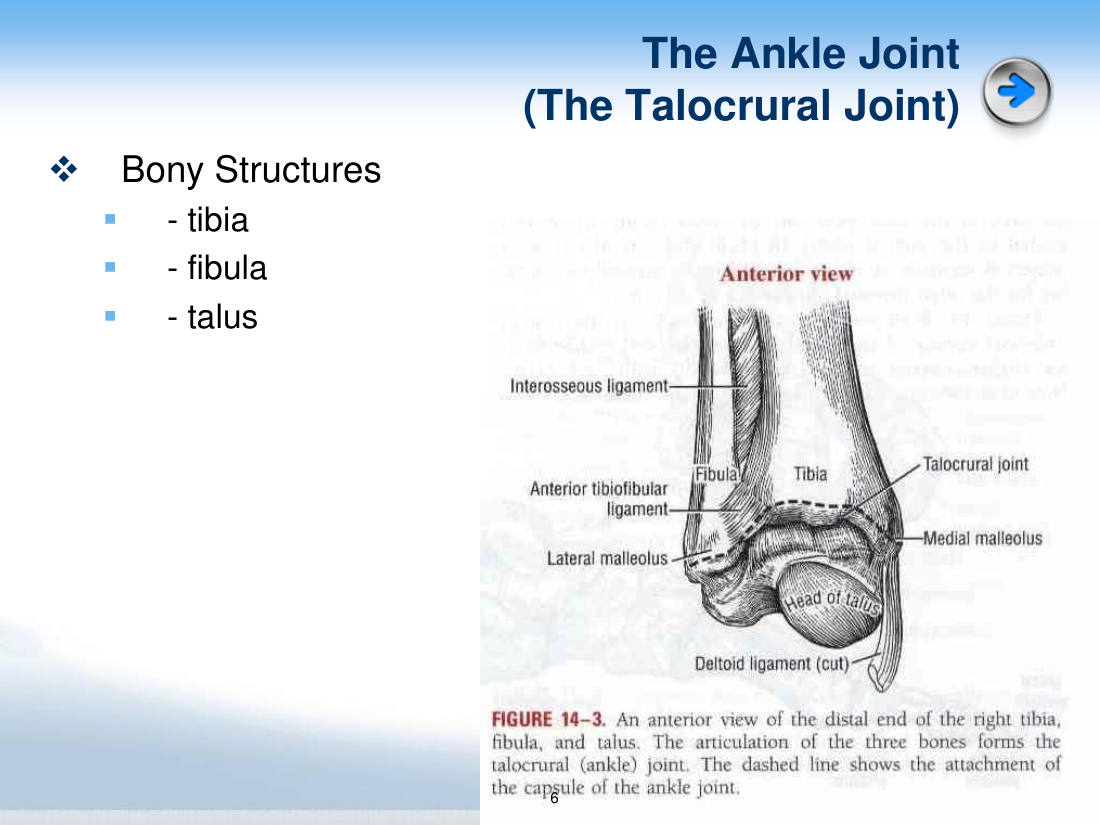 The Ankle Joint
(The Talocrural Joint)
❖ Bony Structures
▪ - tibia
▪ - fibula
▪ - talus
Anterior view
Interosseous ligament
Fibula
Tibia
Talocrural joint
Anterior tibiofibular
ligament
Medial malleolus
Lateral malleolus
Head of talus
Deltoid ligament (cut)
FIGURE 14–3. An anterior view of the distal end of the right tibia,
fibula, and talus. The articulation of the three bones forms the
talocrural (ankle) joint. The dashed line shows the attachment of
the capsule of the ankle joint.
6